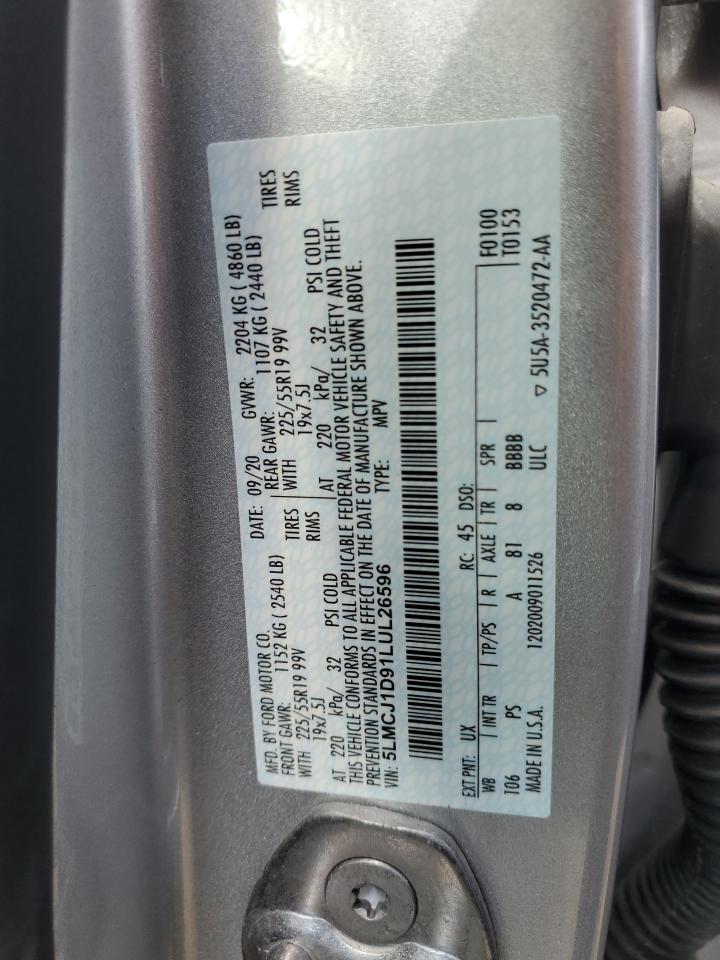 MFD. BY FORD MOTOR CO. DATE: 09/20 GVWR: 2204 KG ( 4860 LB)
FRONT GAWR: 1152 KG ( 2540 LB) REAR GAWR: 1107 KG ( 2440 LB)
WITH 225/55R19 99V TIRES WITH 225/55R19 99V TIRES
19x7.5J RIMS 19x7.5J RIMS
AT 220 kPa/ 32 PSI COLD AT 220 kPa/ 32 PSI COLD
THIS VEHICLE CONFORMS TO ALL APPLICABLE FEDERAL MOTOR VEHICLE SAFETY AND THEFT
PREVENTION STANDARDS IN EFFECT ON THE DATE OF MANUFACTURE SHOWN ABOVE.
VIN: 5LMCJ1D91LUL26596 TYPE: MPV
EXT PNT: UX RC: 45 DSO:
WB | INT TR | TP/PS | R | AXLE | TR | SPR | F0100
T06 PS A 81 8 BBBB T0153
MADE IN U.S.A. 1202009011526 ULC ▽ 5U5A-3520472-AA